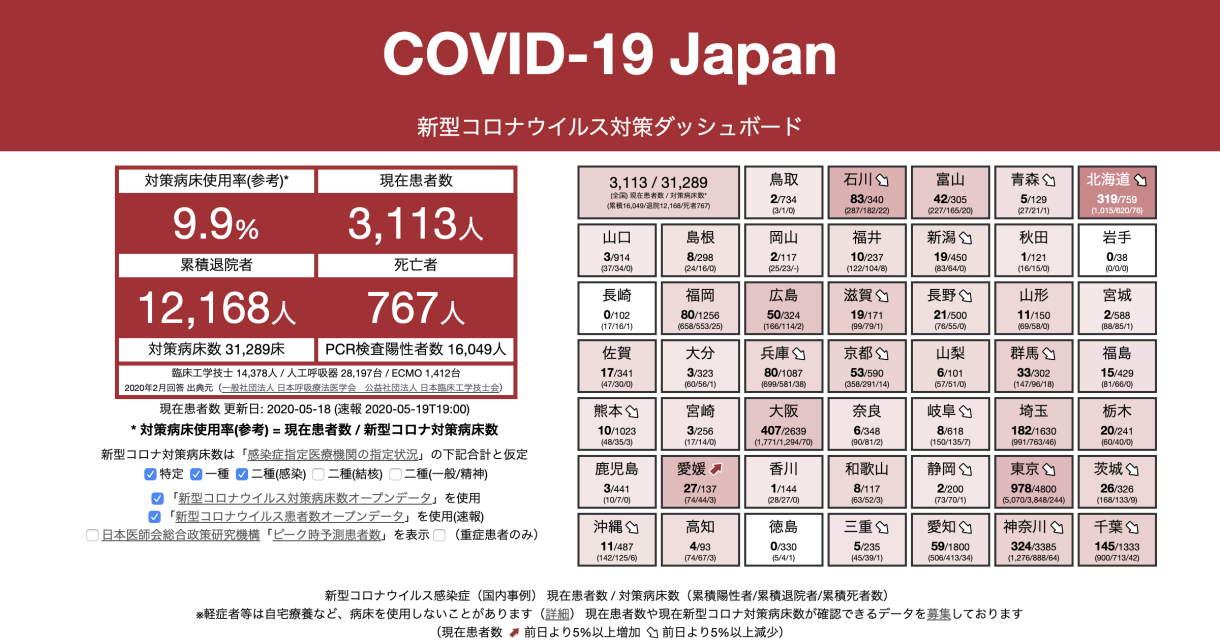 COVID-19 Japan
新型コロナウイルス対策ダッシュボード
対策病床使用率(参考)* 現在患者数
9.9% 3,113人
累積退院者 死亡者
12,168人 767人
対策病床数 31,289床 PCR検査陽性者数 16,049人
臨床工学技士 14,378人 / 人工呼吸器 28,197台 / ECMO 1,412台
2020年2月回答 出典元（一般社団法人 日本呼吸療法医学会 公益社団法人 日本臨床工学技士会）
現在患者数 更新日: 2020-05-18 (速報 2020-05-19T19:00)
* 対策病床使用率(参考) = 現在患者数 / 新型コロナ対策病床数
新型コロナ対策病床数は「感染症指定医療機関の指定状況」の下記合計と仮定
特定 一種 二種(感染) 二種(結核) 二種(一般/精神)
「新型コロナウイルス対策病床数オープンデータ」を使用
「新型コロナウイルス患者数オープンデータ」を使用(速報)
日本医師会総合政策研究機構「ピーク時予測患者数」を表示 （重症患者のみ）
3,113 / 31,289
(全国) 現在患者数 / 対策病床数*
(累積16,049/退院12,168/死者767)
鳥取 石川 富山 青森 北海道
2/734 83/340 42/305 5/129 319/759
(3/1/0) (287/182/22) (227/165/20) (27/21/1) (1,015/620/76)
山口 島根 岡山 福井 新潟 秋田 岩手
3/914 8/298 2/117 10/237 19/450 1/121 0/38
(37/34/0) (24/16/0) (25/23/-) (122/104/8) (83/64/0) (16/15/0) (0/0/0)
長崎 福岡 広島 滋賀 長野 山形 宮城
0/102 80/1256 50/324 19/171 21/500 11/150 2/588
(17/16/1) (658/553/25) (166/114/2) (99/79/1) (76/55/0) (69/58/0) (88/85/1)
佐賀 大分 兵庫 京都 山梨 群馬 福島
17/341 3/323 80/1087 53/590 6/101 33/302 15/429
(47/30/0) (60/56/1) (699/581/38) (358/291/14) (57/51/0) (147/96/18) (81/66/0)
熊本 宮崎 大阪 奈良 岐阜 埼玉 栃木
10/1023 3/256 407/2639 6/348 8/618 182/1630 20/241
(48/35/3) (17/14/0) (1,771/1,294/70) (90/81/2) (150/135/7) (991/763/46) (60/40/0)
鹿児島 愛媛 香川 和歌山 静岡 東京 茨城
3/441 27/137 1/144 8/117 2/200 978/4800 26/326
(10/7/0) (74/44/3) (28/27/0) (63/52/3) (73/70/1) (5,070/3,848/244) (168/133/9)
沖縄 高知 徳島 三重 愛知 神奈川 千葉
11/487 4/93 0/330 5/235 59/1800 324/3385 145/1333
(142/125/6) (74/67/3) (5/4/1) (45/39/1) (506/413/34) (1,276/888/64) (900/713/42)
新型コロナウイルス感染症（国内事例） 現在患者数 / 対策病床数（累積陽性者/累積退院者/累積死者数）
※軽症者等は自宅療養など、病床を使用しないことがあります（詳細） 現在患者数や現在新型コロナ対策病床数が確認できるデータを募集しております
（現在患者数 前日より5%以上増加 前日より5%以上減少）